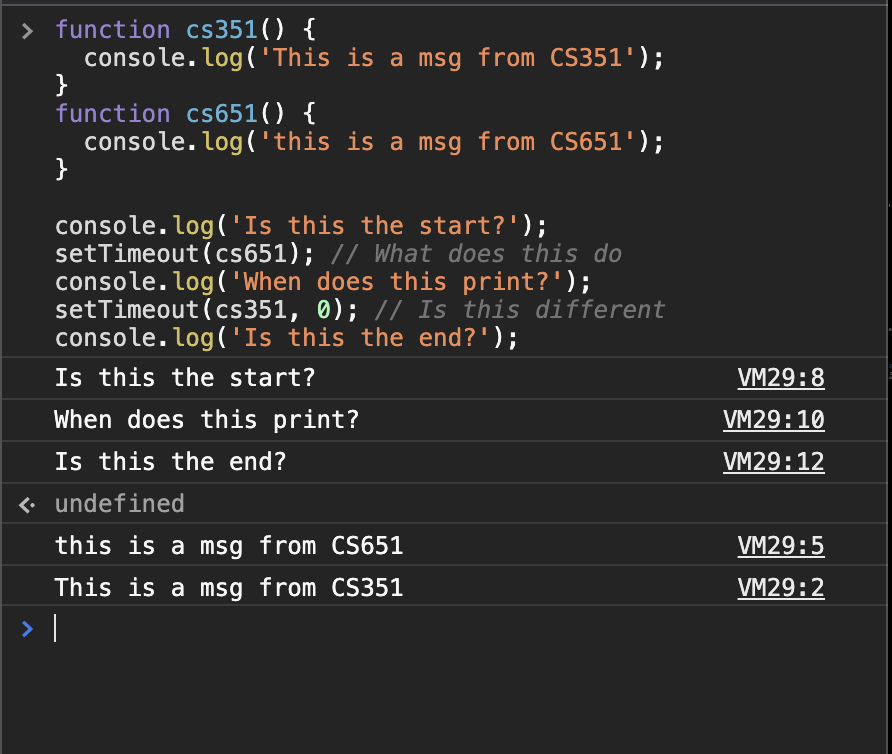 > function cs351() {
  console.log('This is a msg from CS351');
}
function cs651() {
  console.log('this is a msg from CS651');
}

console.log('Is this the start?');
setTimeout(cs651); // What does this do
console.log('When does this print?');
setTimeout(cs351, 0); // Is this different
console.log('Is this the end?');
Is this the start? VM29:8
When does this print? VM29:10
Is this the end? VM29:12
undefined
this is a msg from CS651 VM29:5
This is a msg from CS351 VM29:2
>